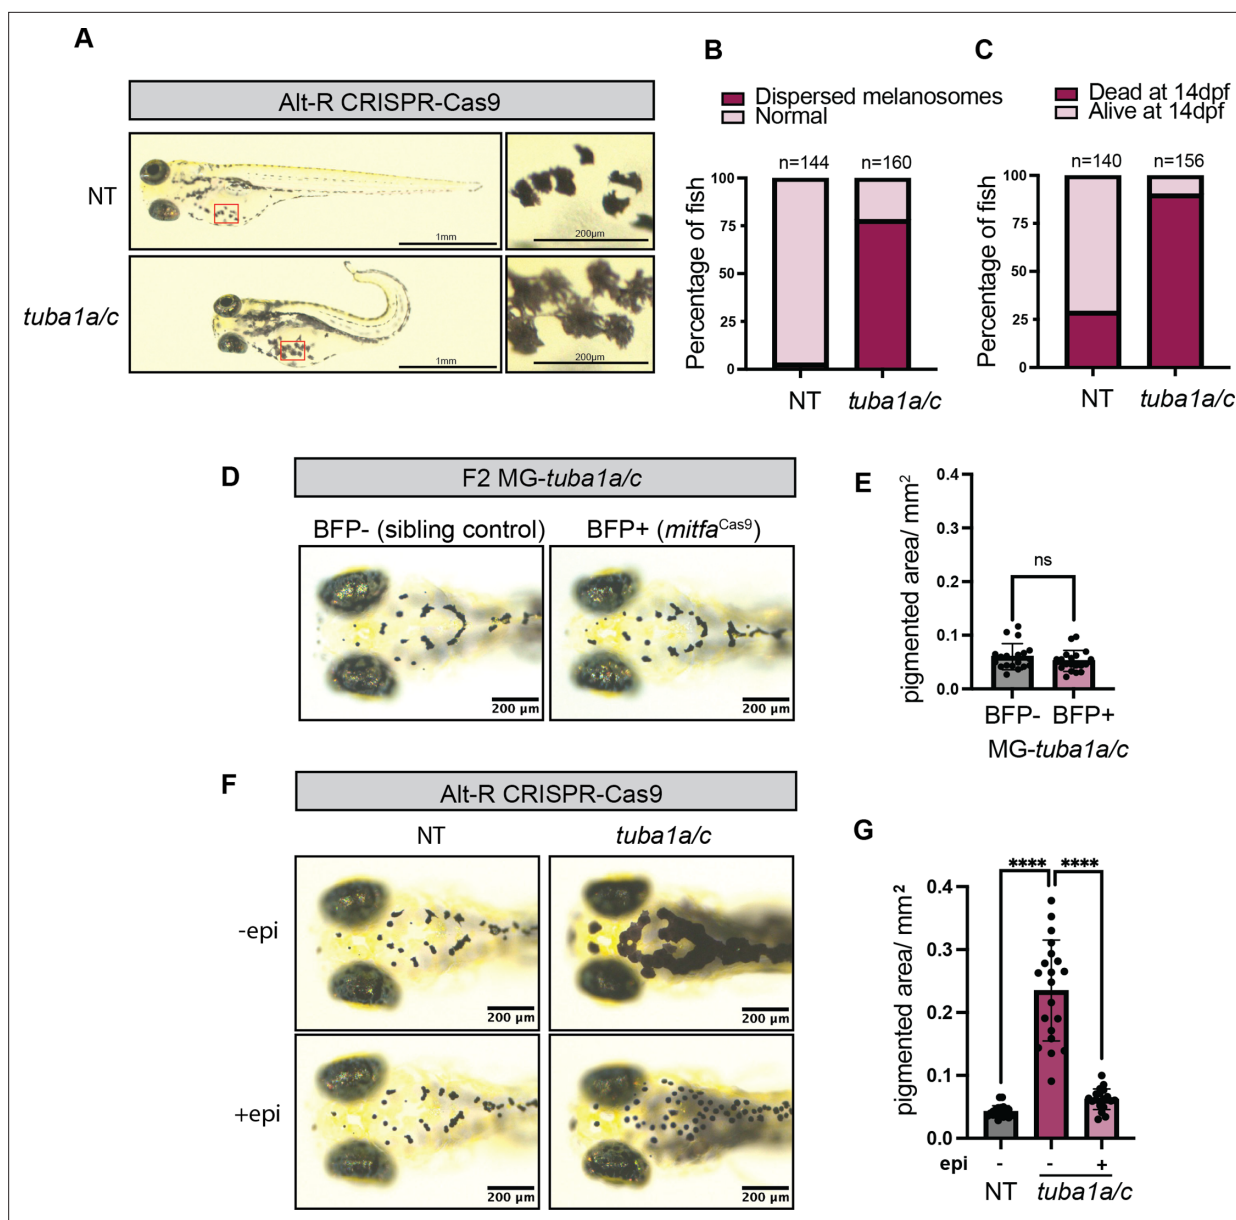 A
Alt-R CRISPR-Cas9
NT
1mm
200µm
tuba1a/c
1mm
200µm
B
Dispersed melanosomes
Normal
n=144 n=160
Percentage of fish
100
75
50
25
0
NT tuba1a/c
C
Dead at 14dpf
Alive at 14dpf
n=140 n=156
Percentage of fish
100
75
50
25
0
NT tuba1a/c
D
F2 MG-tuba1a/c
BFP- (sibling control) BFP+ (mitfaCas9)
200 µm 200 µm
E
pigmented area/ mm2
0.4
0.3
0.2
0.1
0.0
ns
BFP- BFP+
MG-tuba1a/c
F
Alt-R CRISPR-Cas9
NT tuba1a/c
-epi
200 µm 200 µm
+epi
200 µm 200 µm
G
pigmented area/ mm2
**** ****
0.4
0.3
0.2
0.1
0.0
epi - - +
NT tuba1a/c